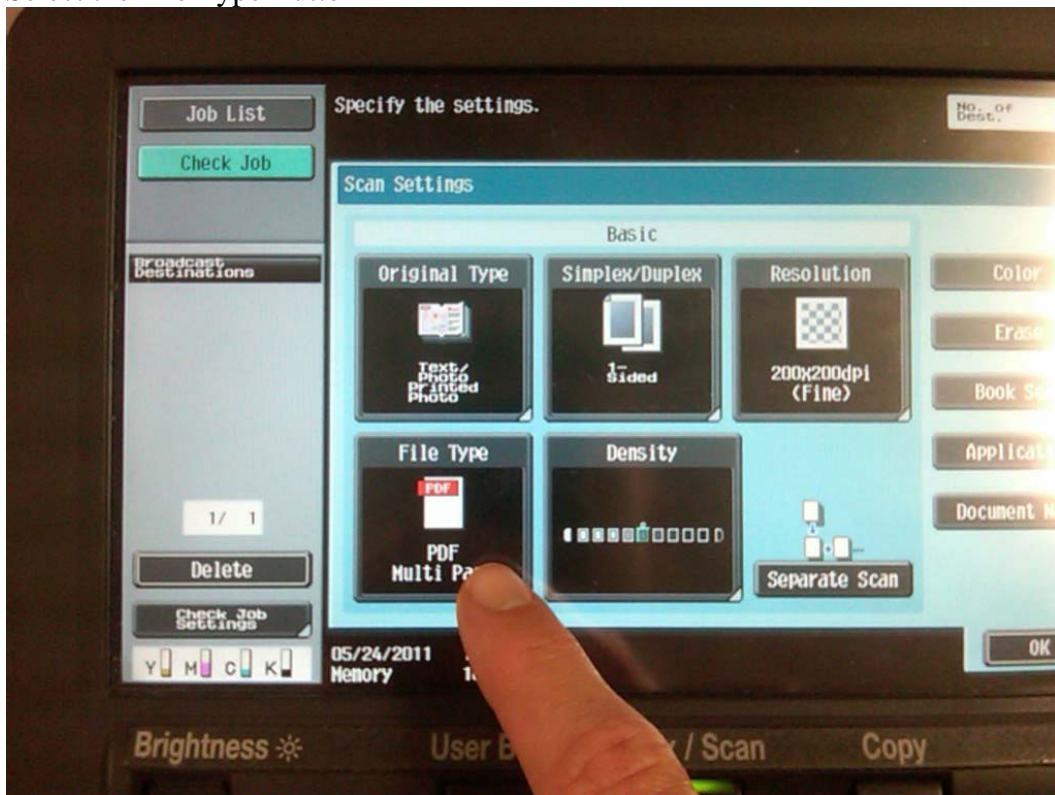 Job List
Check Job
Broadcast
Destinations
1/ 1
Delete
Check Job
Settings
Y M C K
Specify the settings.
No. of
Dest.
Scan Settings
Basic
Original Type
Text/
Photo
Printed
Photo
Simplex/Duplex
1-
Sided
Resolution
200x200dpi
(Fine)
File Type
PDF
PDF
Multi
Density
Separate Scan
Color
Erase
Book
OK
05/24/2011
Memory
Brightness
User
/ Scan
Copy
Document